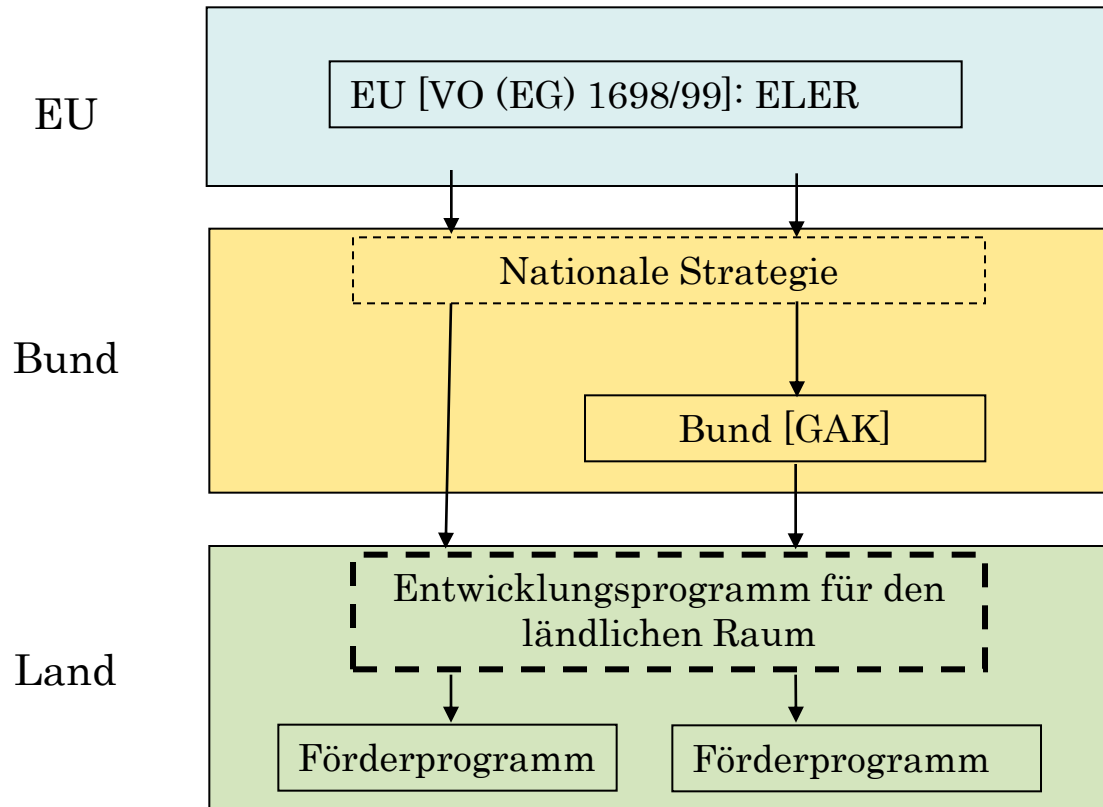 EU
EU [VO (EG) 1698/99]: ELER
Bund
Nationale Strategie
Bund [GAK]
Land
Entwicklungsprogramm für den
ländlichen Raum
Förderprogramm
Förderprogramm